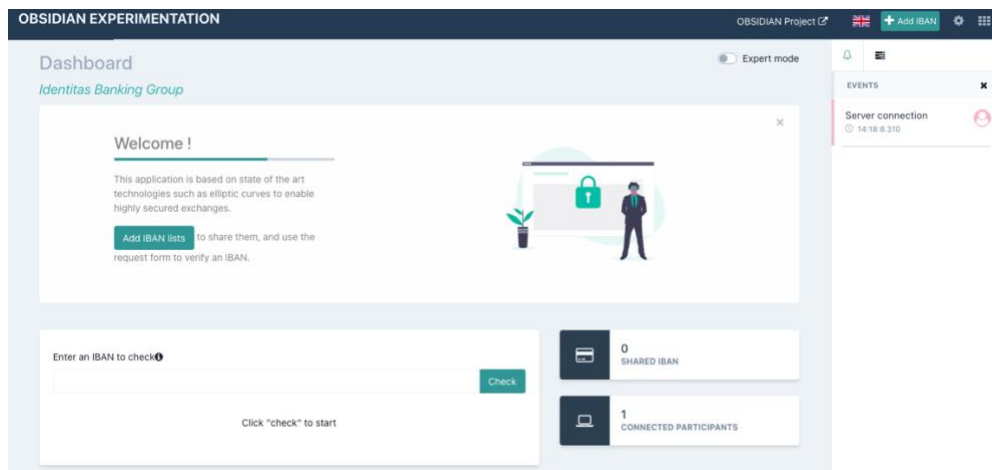 OBSIDIAN EXPERIMENTATION
OBSIDIAN Project
Add IBAN
Dashboard
Expert mode
Identitas Banking Group
EVENTS
Server connection
14:18:8.310
Welcome !
This application is based on state of the art
technologies such as elliptic curves to enable
highly secured exchanges.
Add IBAN lists to share them, and use the
request form to verify an IBAN.
Enter an IBAN to check
Check
Click "check" to start
0
SHARED IBAN
1
CONNECTED PARTICIPANTS